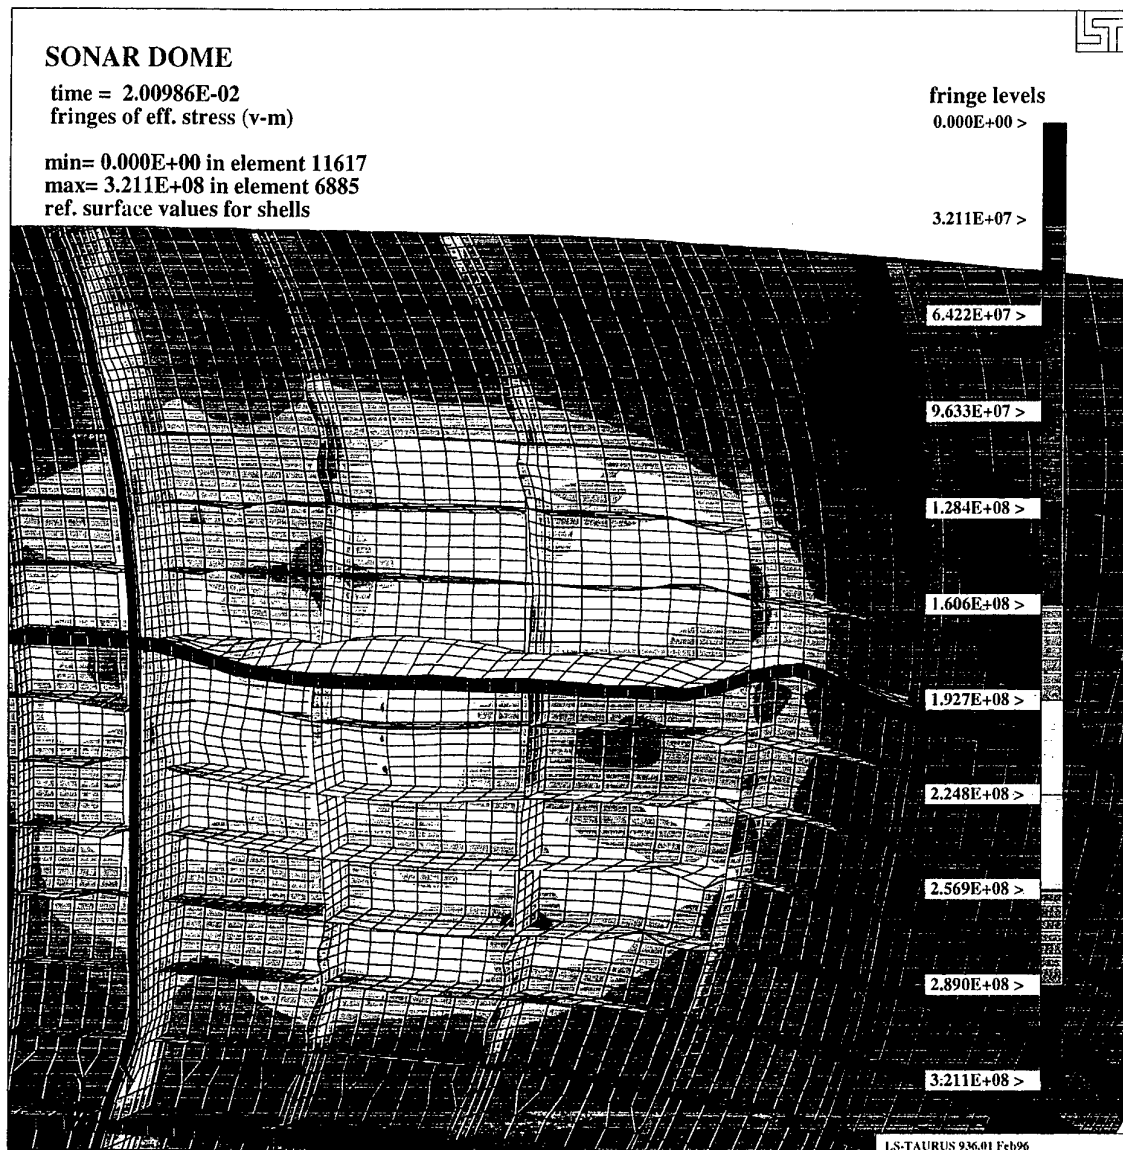 LST
SONAR DOME
time = 2.00986E-02
fringes of eff. stress (v-m)
min= 0.000E+00 in element 11617
max= 3.211E+08 in element 6885
ref. surface values for shells
fringe levels
0.000E+00 >
3.211E+07 >
6.422E+07 >
9.633E+07 >
1.284E+08 >
1.606E+08 >
1.927E+08 >
2.248E+08 >
2.569E+08 >
2.890E+08 >
3.211E+08 >
LS-TAURUS 936.01 Feb96